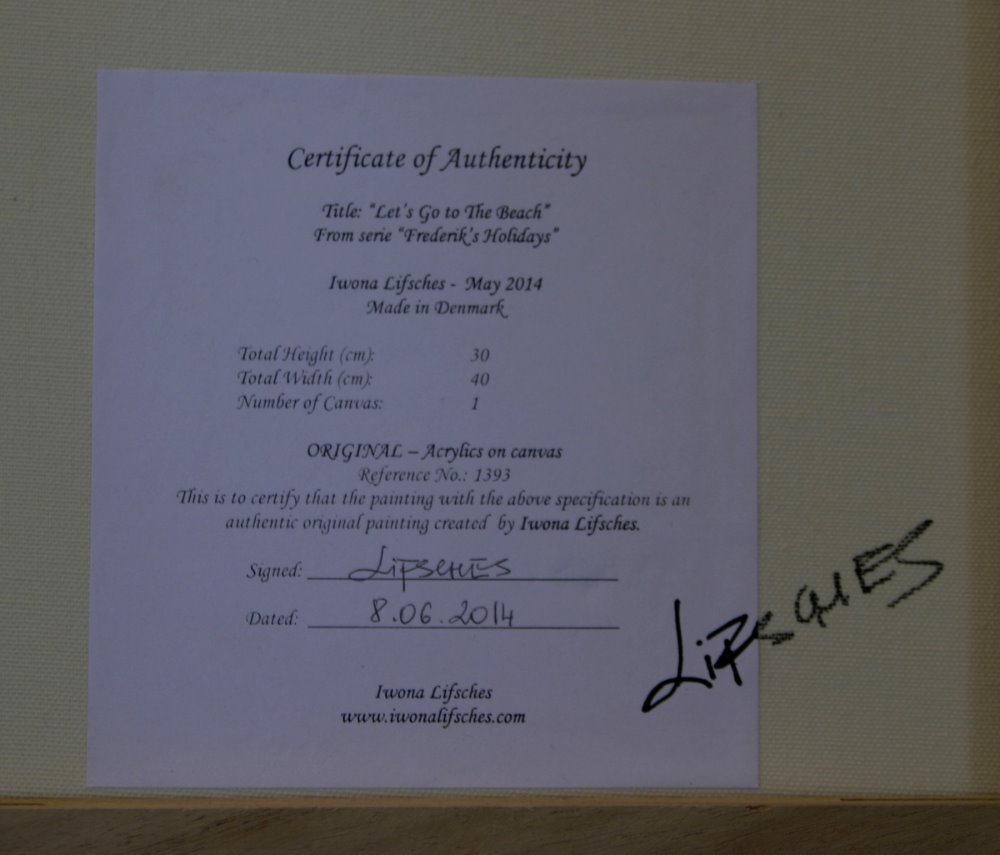 Certificate of Authenticity
Title: "Let's Go to The Beach"
From serie "Frederik's Holidays"
Iwona Lifsches - May 2014
Made in Denmark
Total Height (cm): 30
Total Width (cm): 40
Number of Canvas: 1
ORIGINAL – Acrylics on canvas
Reference No.: 1393
This is to certify that the painting with the above specification is an
authentic original painting created by Iwona Lifsches.
Signed: LiFSCHES
Dated: 8.06.2014
LiFSCHES
Iwona Lifsches
www.iwonalifsches.com